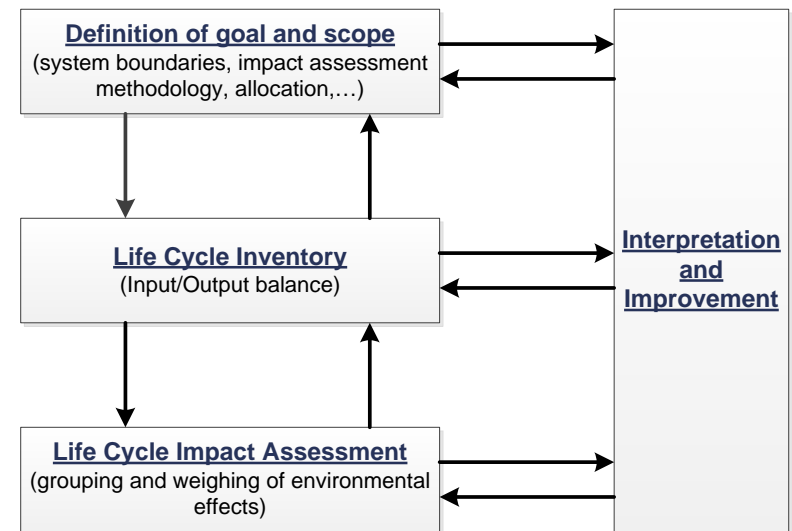 Definition of goal and scope
(system boundaries, impact assessment
methodology, allocation,…)
Life Cycle Inventory
(Input/Output balance)
Life Cycle Impact Assessment
(grouping and weighing of environmental
effects)
Interpretation
and
Improvement